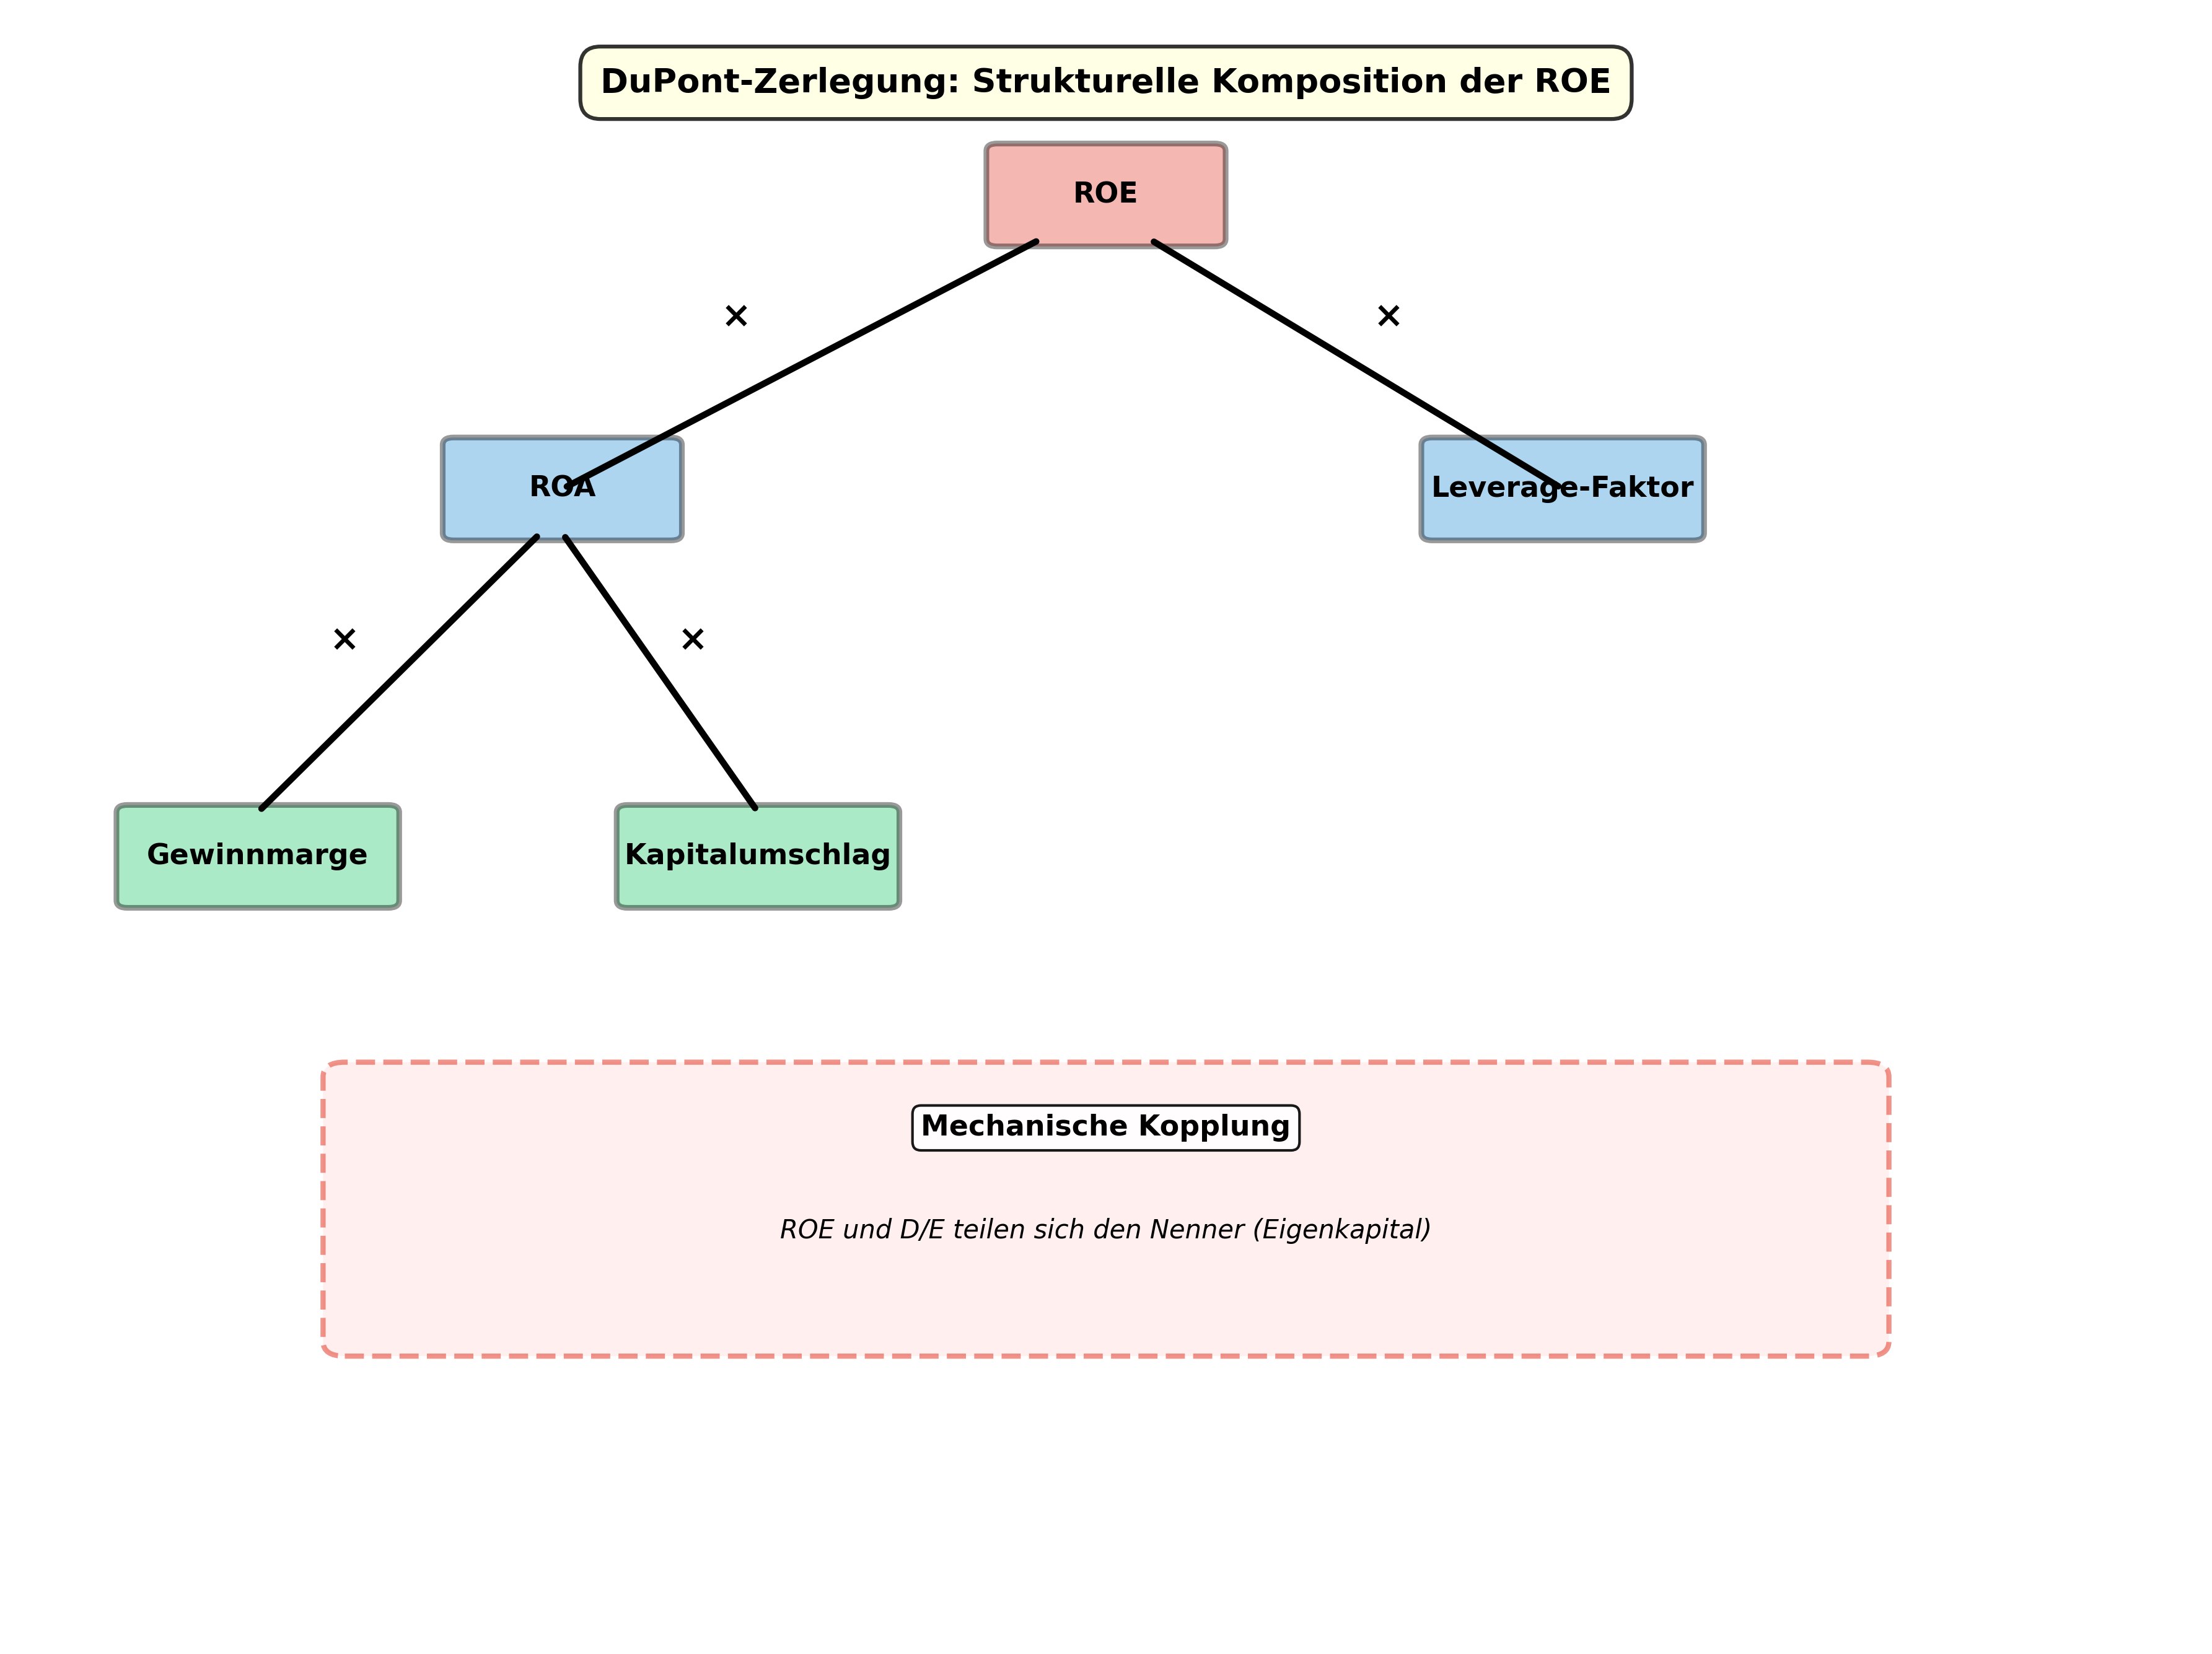 DuPont-Zerlegung: Strukturelle Komposition der ROE
ROE
×
×
ROA
Leverage-Faktor
×
×
Gewinnmarge
Kapitalumschlag
Mechanische Kopplung
ROE und D/E teilen sich den Nenner (Eigenkapital)